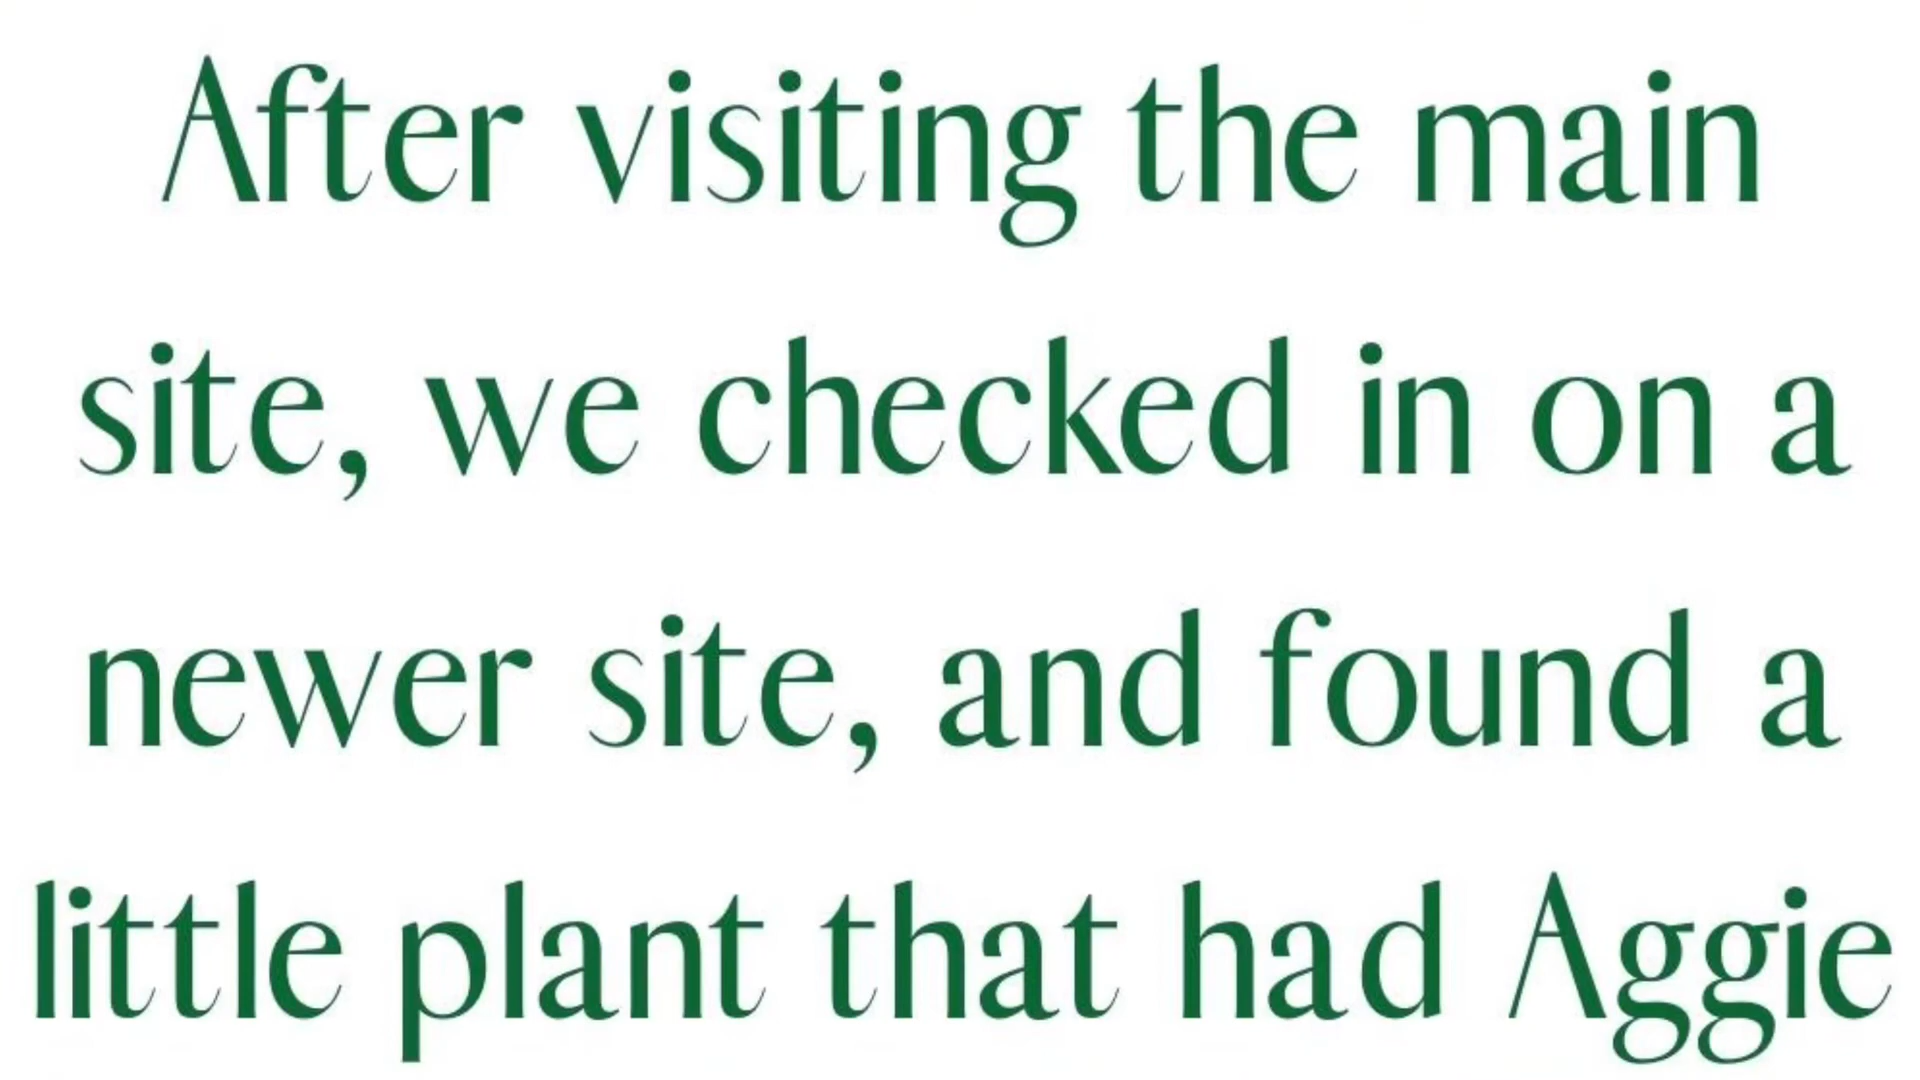 After visiting the main
site, we checked in on a
newer site, and found a
little plant that had Aggie